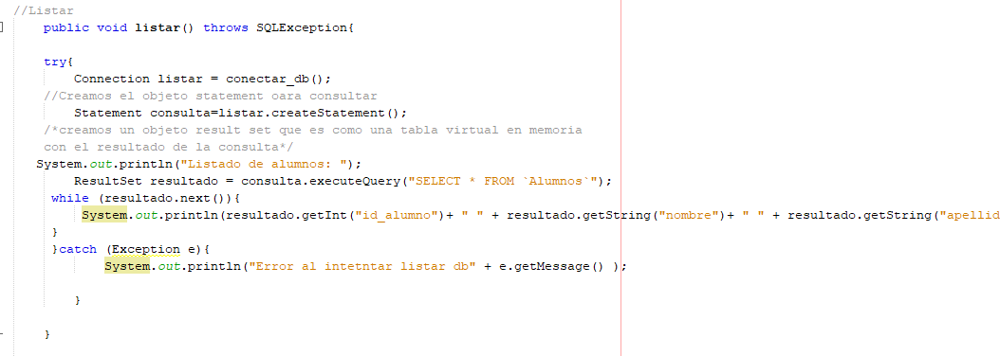 //Listar
public void listar() throws SQLException{
try{
Connection listar = conectar_db();
//Creamos el objeto statement oara consultar
Statement consulta=listar.createStatement();
/*creamos un objeto result set que es como una tabla virtual en memoria
con el resultado de la consulta*/
System.out.println("Listado de alumnos: ");
ResultSet resultado = consulta.executeQuery("SELECT * FROM `Alumnos`");
while (resultado.next()){
System.out.println(resultado.getInt("id_alumno")+ " " + resultado.getString("nombre")+ " " + resultado.getString("apellid
}
}catch (Exception e){
System.out.println("Error al intetntar listar db" + e.getMessage() );
}
}